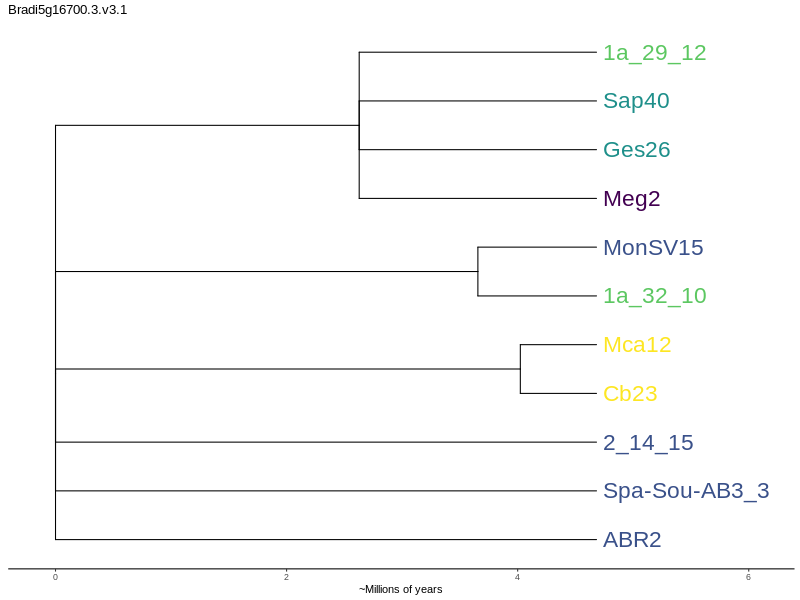 Bradi5g16700.3.v3.1
1a_29_12
Sap40
Ges26
Meg2
MonSV15
1a_32_10
Mca12
Cb23
2_14_15
Spa-Sou-AB3_3
ABR2
0 2 4 6
~Millions of years